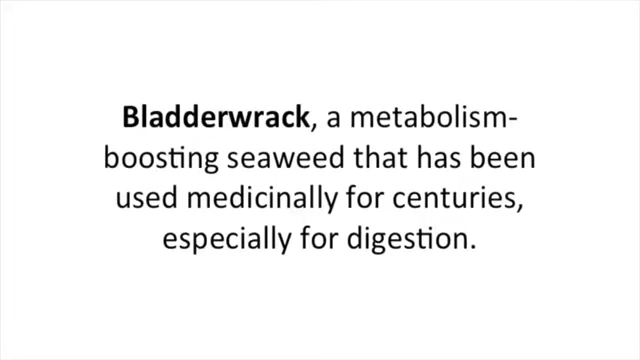 Bladderwrack, a metabolism-
boosting seaweed that has been
used medicinally for centuries,
especially for digestion.